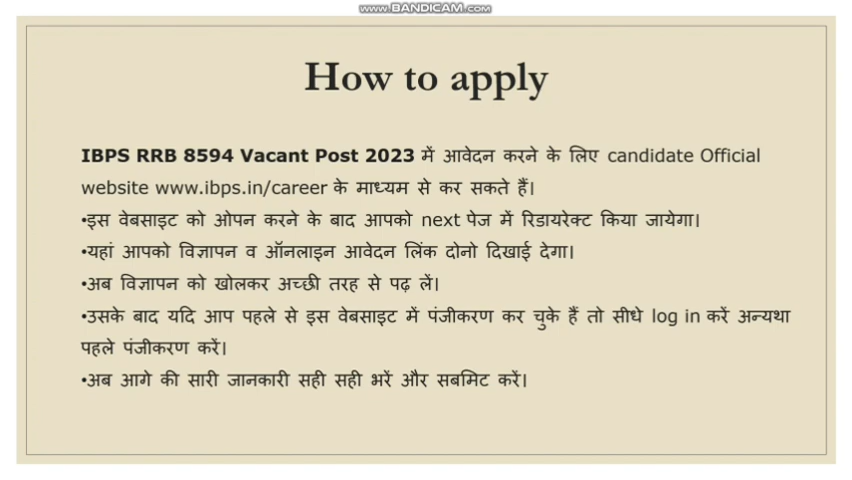 www.BANDICAM.com
How to apply
IBPS RRB 8594 Vacant Post 2023 में आवेदन करने के लिए candidate Official
website www.ibps.in/career के माध्यम से कर सकते हैं।
•इस वेबसाइट को ओपन करने के बाद आपको next पेज में रिडायरेक्ट किया जायेगा।
•यहां आपको विज्ञापन व ऑनलाइन आवेदन लिंक दोनो दिखाई देगा।
•अब विज्ञापन को खोलकर अच्छी तरह से पढ़ लें।
•उसके बाद यदि आप पहले से इस वेबसाइट में पंजीकरण कर चुके हैं तो सीधे log in करें अन्यथा
पहले पंजीकरण करें।
•अब आगे की सारी जानकारी सही सही भरें और सबमिट करें।